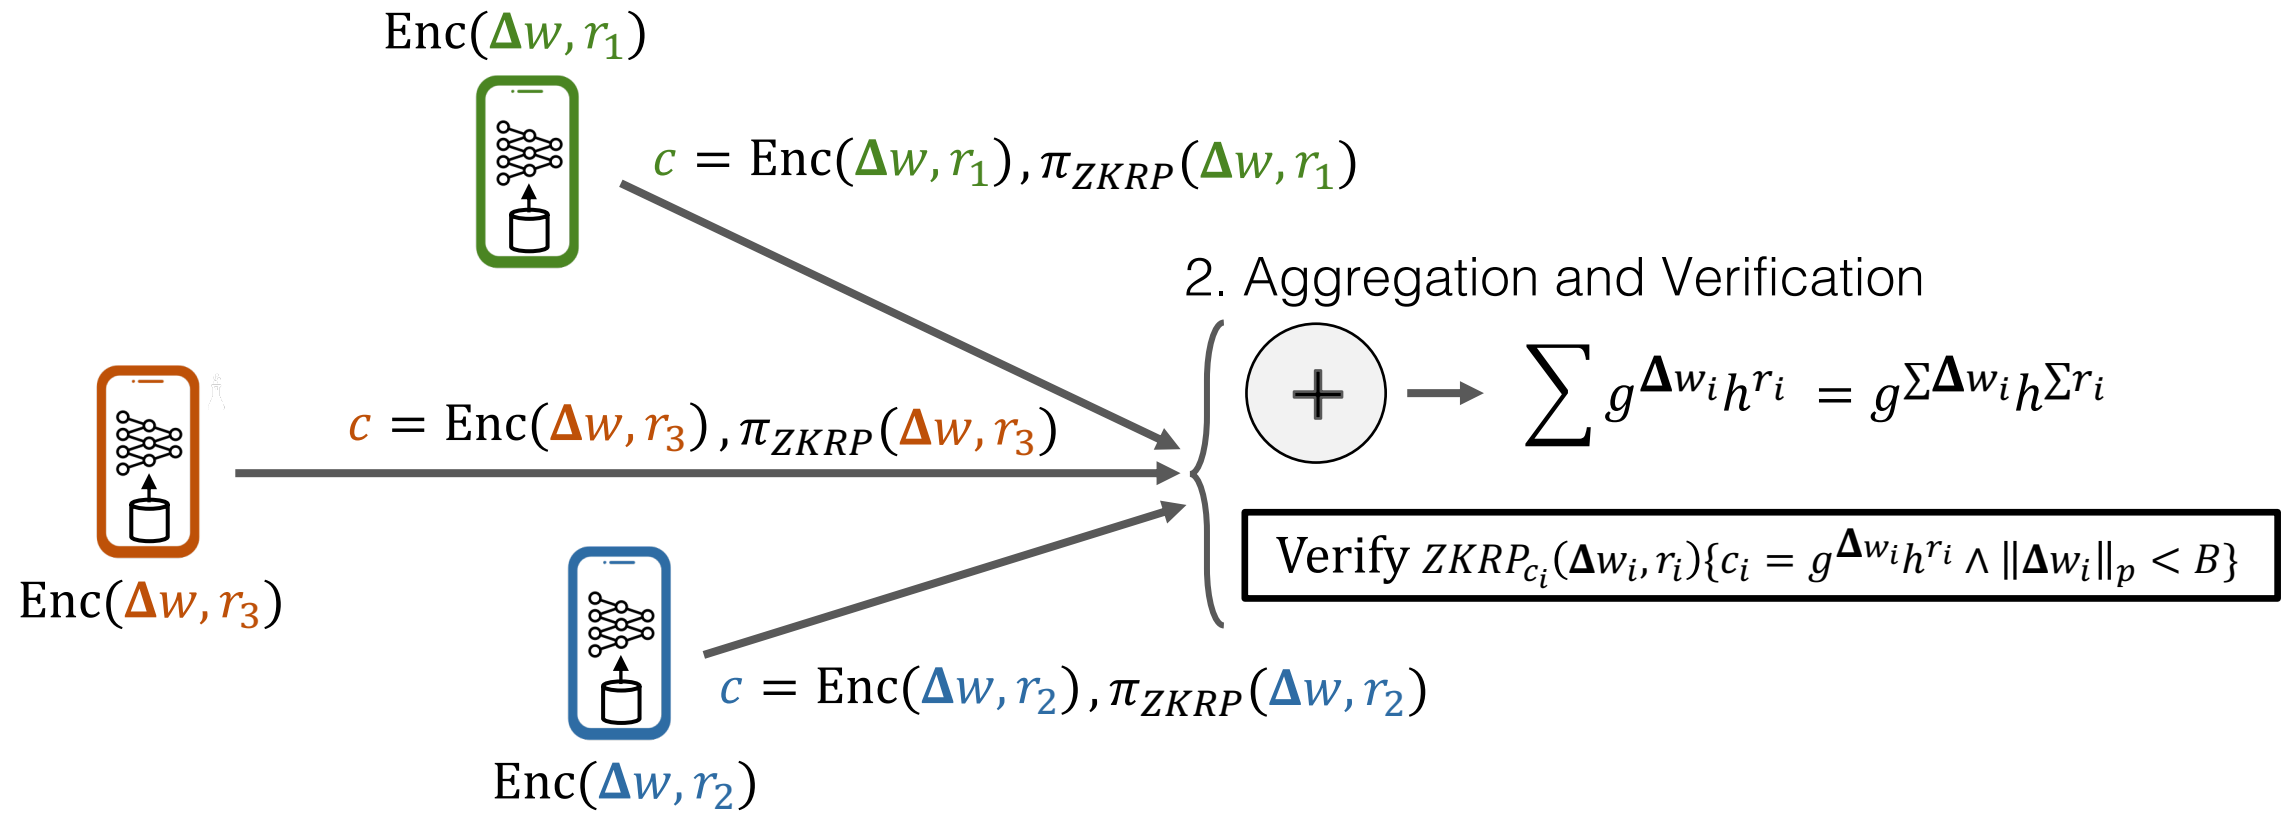 Enc(Δw, r₁)
c = Enc(Δw, r₁), π_ZKRP(Δw, r₁)
2. Aggregation and Verification
+
∑ g^{Δw_i} h^{r_i} = g^{∑Δw_i} h^{∑r_i}
c = Enc(Δw, r₃), π_ZKRP(Δw, r₃)
Verify ZKRP_{c_i}(Δw_i, r_i){c_i = g^{Δw_i} h^{r_i} ∧ ‖Δw_i‖_p < B}
Enc(Δw, r₃)
c = Enc(Δw, r₂), π_ZKRP(Δw, r₂)
Enc(Δw, r₂)